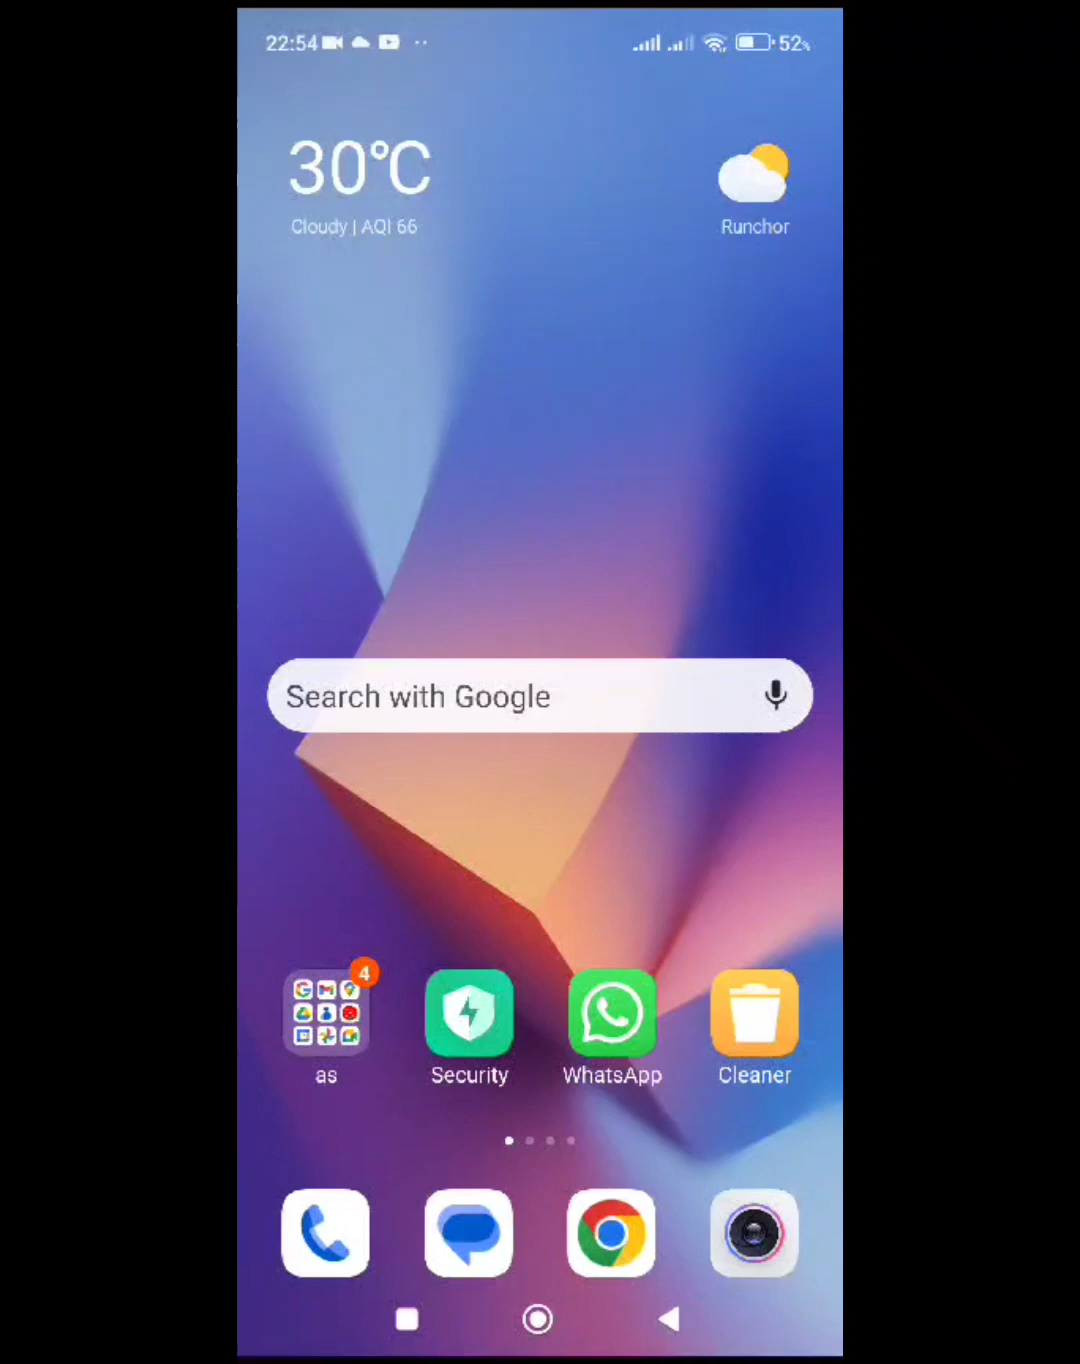 22:54 52%
30°C
Cloudy | AQI 66 Runchor
Search with Google
4
as Security WhatsApp Cleaner